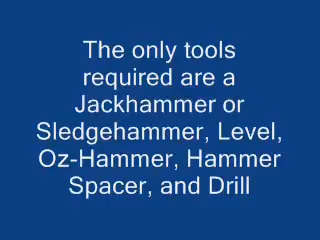 The only tools
required are a
Jackhammer or
Sledgehammer, Level,
Oz-Hammer, Hammer
Spacer, and Drill